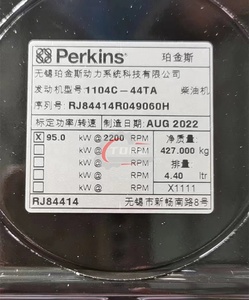 Perkins 珀金斯
无锡珀金斯动力系统科技有限公司
发动机型号 1104C-44TA 柴油机
序列号 RJ84414R049060H
标定功率/转速 制造日期 AUG 2022
X 95.0 kW @ 2200 RPM 净质量
kW @ RPM 427.000 kg
kW @ RPM 排量
kW @ RPM 4.40 ltr
kW @ RPM X1111
RJ84414 无锡市新畅南路8号